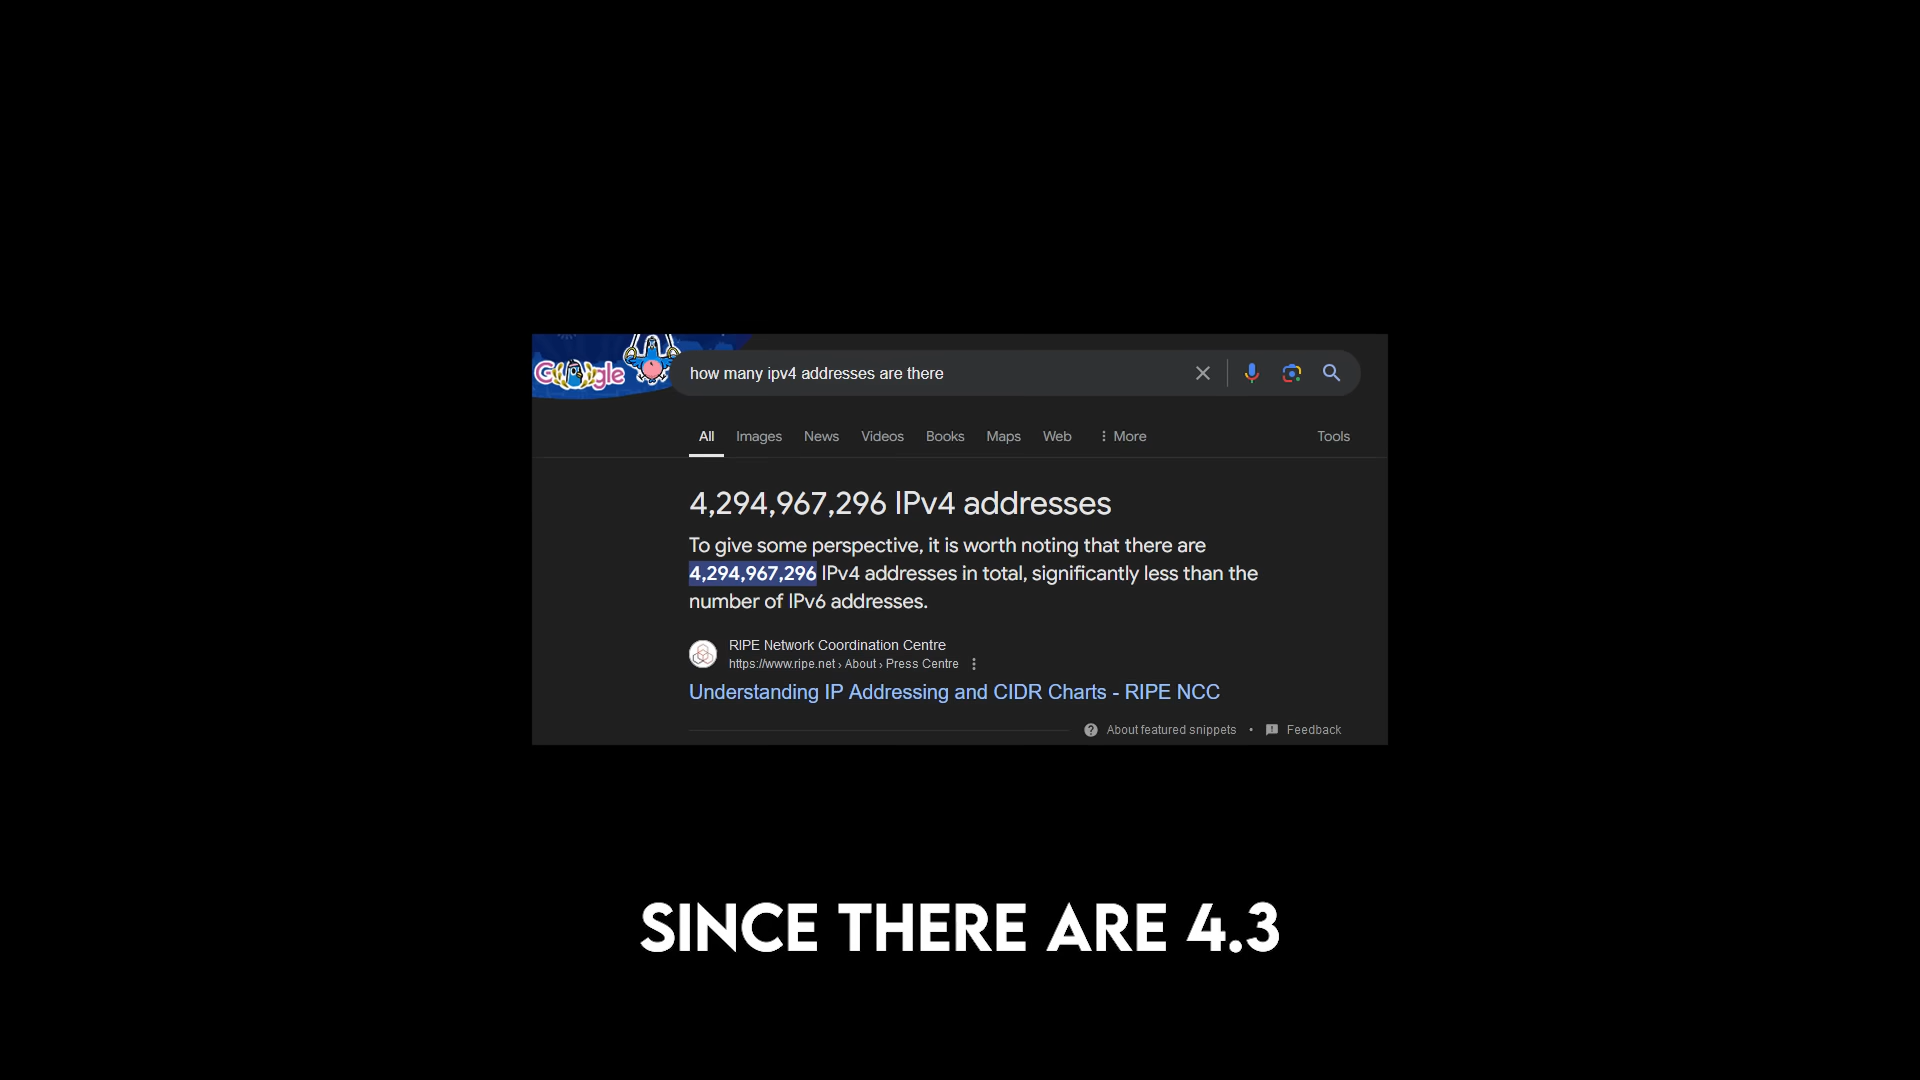 Google
how many ipv4 addresses are there
All Images News Videos Books Maps Web More Tools
4,294,967,296 IPv4 addresses
To give some perspective, it is worth noting that there are
4,294,967,296 IPv4 addresses in total, significantly less than the
number of IPv6 addresses.
RIPE Network Coordination Centre
https://www.ripe.net › About › Press Centre
Understanding IP Addressing and CIDR Charts - RIPE NCC
About featured snippets • Feedback
SINCE THERE ARE 4.3